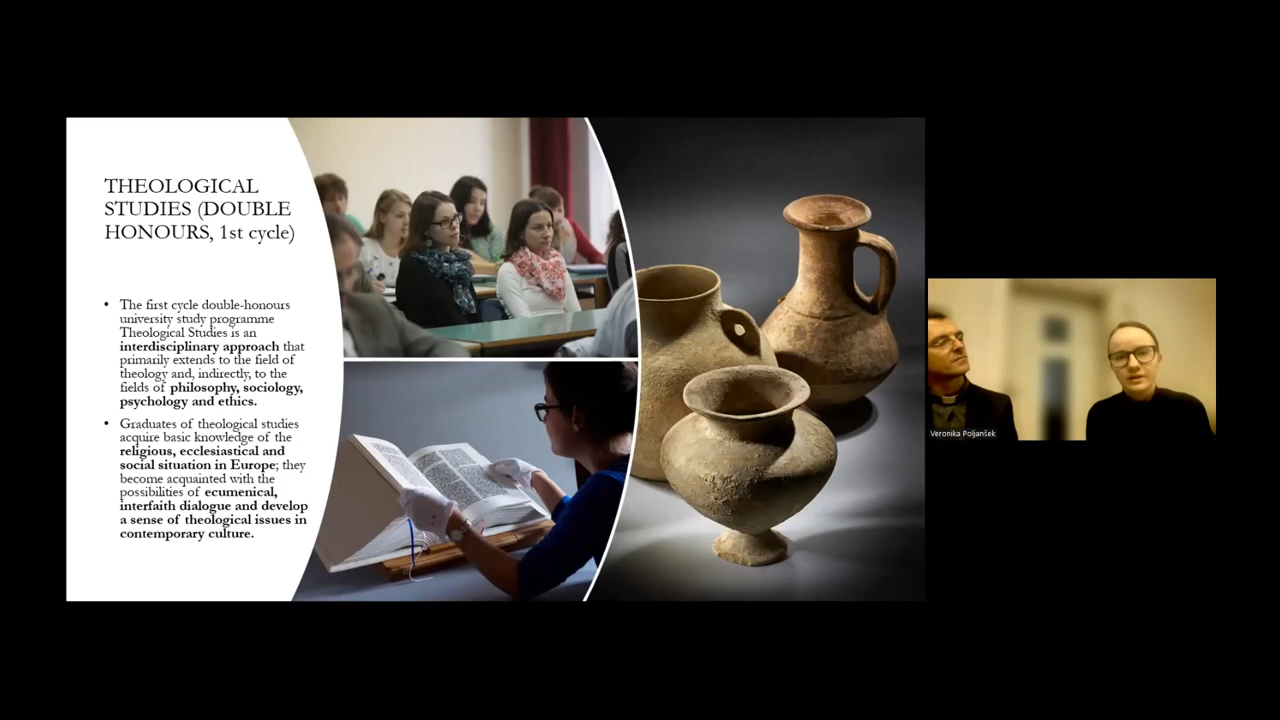 THEOLOGICAL
STUDIES (DOUBLE
HONOURS, 1st cycle)
• The first cycle double-honours
university study programme
Theological Studies is an
interdisciplinary approach that
primarily extends to the field of
theology and, indirectly, to the
fields of philosophy, sociology,
psychology and ethics.
• Graduates of theological studies
acquire basic knowledge of the
religious, ecclesiastical and
social situation in Europe; they
become acquainted with the
possibilities of ecumenical,
interfaith dialogue and develop
a sense of theological issues in
contemporary culture.
Veronika Poljanšek